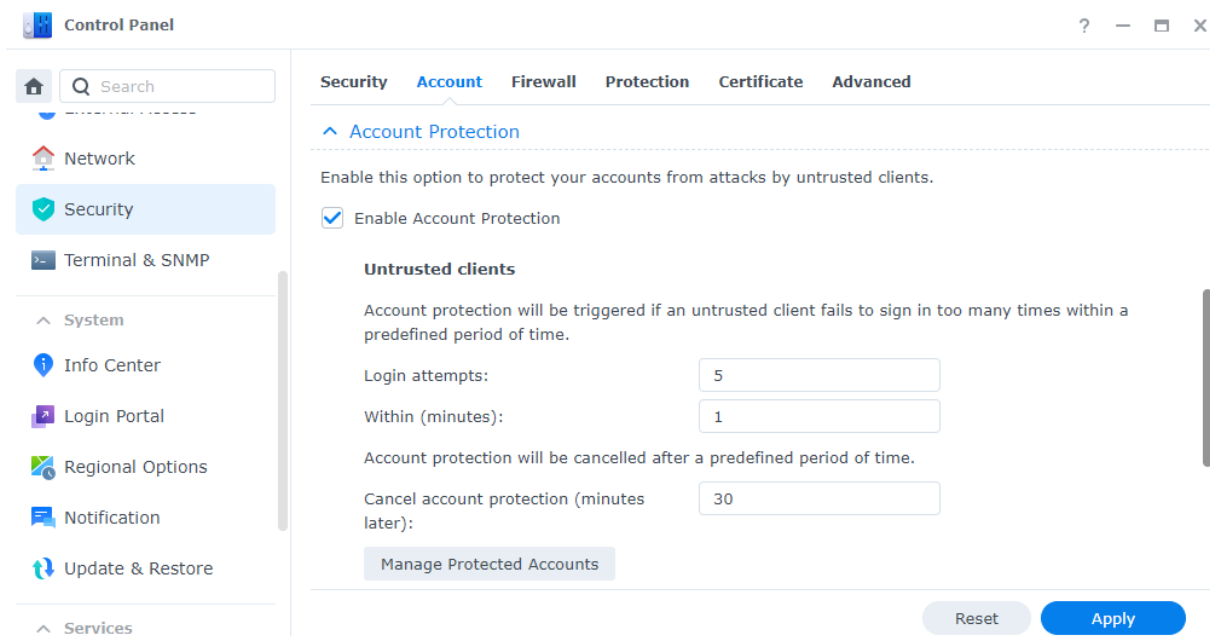 Control Panel
?
Search
Network
Security
Terminal & SNMP
System
Info Center
Login Portal
Regional Options
Notification
Update & Restore
Services
Security Account Firewall Protection Certificate Advanced
Account Protection
Enable this option to protect your accounts from attacks by untrusted clients.
Enable Account Protection
Untrusted clients
Account protection will be triggered if an untrusted client fails to sign in too many times within a
predefined period of time.
Login attempts: 5
Within (minutes): 1
Account protection will be cancelled after a predefined period of time.
Cancel account protection (minutes 30
later):
Manage Protected Accounts
Reset Apply